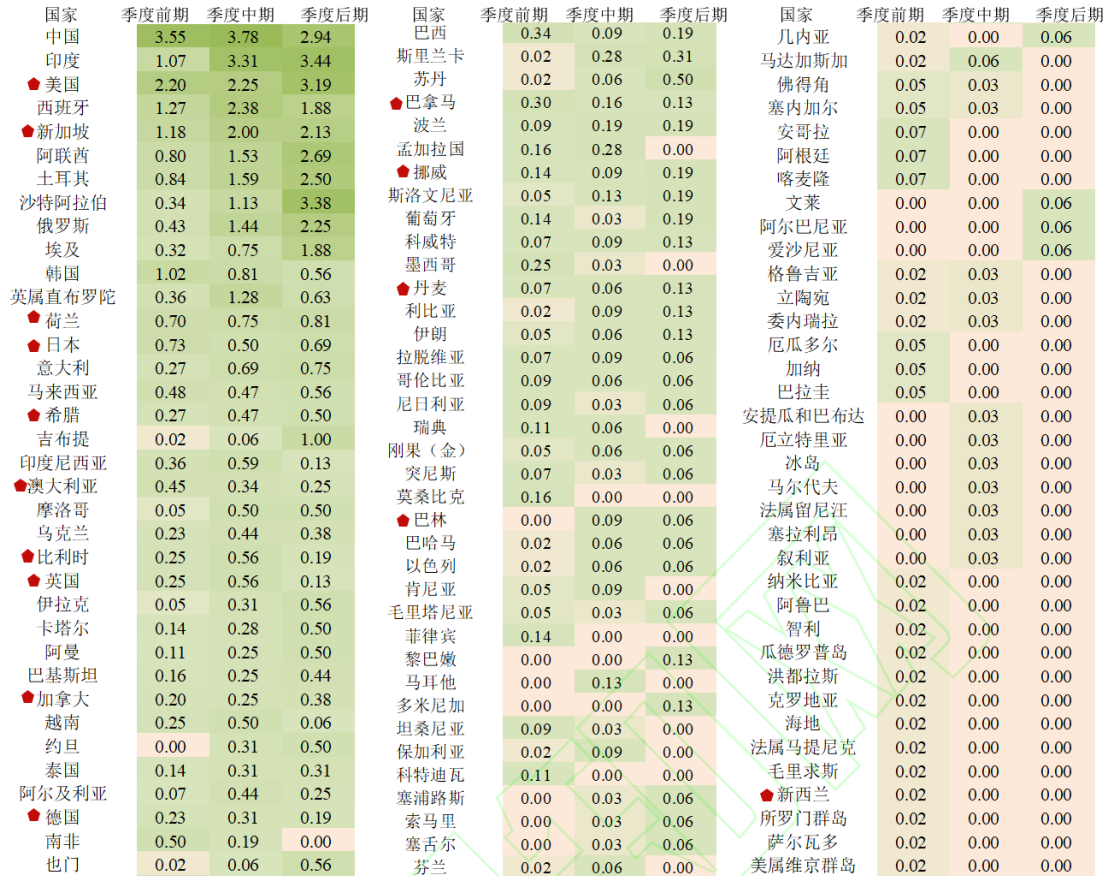 国家 季度前期 季度中期 季度后期
中国 3.55 3.78 2.94
印度 1.07 3.31 3.44
美国 2.20 2.25 3.19
西班牙 1.27 2.38 1.88
新加坡 1.18 2.00 2.13
阿联酋 0.80 1.53 2.69
土耳其 0.84 1.59 2.50
沙特阿拉伯 0.34 1.13 3.38
俄罗斯 0.43 1.44 2.25
埃及 0.32 0.75 1.88
韩国 1.02 0.81 0.56
英属直布罗陀 0.36 1.28 0.63
荷兰 0.70 0.75 0.81
日本 0.73 0.50 0.69
意大利 0.27 0.69 0.75
马来西亚 0.48 0.47 0.56
希腊 0.27 0.47 0.50
吉布提 0.02 0.06 1.00
印度尼西亚 0.36 0.59 0.13
澳大利亚 0.45 0.34 0.25
摩洛哥 0.05 0.50 0.50
乌克兰 0.23 0.44 0.38
比利时 0.25 0.56 0.19
英国 0.25 0.56 0.13
伊拉克 0.05 0.31 0.56
卡塔尔 0.14 0.28 0.50
阿曼 0.11 0.25 0.50
巴基斯坦 0.16 0.25 0.44
加拿大 0.20 0.25 0.38
越南 0.25 0.50 0.06
约旦 0.00 0.31 0.50
泰国 0.14 0.31 0.31
阿尔及利亚 0.07 0.44 0.25
德国 0.23 0.31 0.19
南非 0.50 0.19 0.00
也门 0.02 0.06 0.56
国家 季度前期 季度中期 季度后期
巴西 0.34 0.09 0.19
斯里兰卡 0.02 0.28 0.31
苏丹 0.02 0.06 0.50
巴拿马 0.30 0.16 0.13
波兰 0.09 0.19 0.19
孟加拉国 0.16 0.28 0.00
挪威 0.14 0.09 0.19
斯洛文尼亚 0.05 0.13 0.19
葡萄牙 0.14 0.03 0.19
科威特 0.07 0.09 0.13
墨西哥 0.25 0.03 0.00
丹麦 0.07 0.06 0.13
利比亚 0.02 0.09 0.13
伊朗 0.05 0.06 0.13
拉脱维亚 0.07 0.09 0.06
哥伦比亚 0.09 0.06 0.06
尼日利亚 0.09 0.03 0.06
瑞典 0.11 0.06 0.00
刚果（金） 0.05 0.06 0.06
突尼斯 0.07 0.03 0.06
莫桑比克 0.16 0.00 0.00
巴林 0.00 0.09 0.06
巴哈马 0.02 0.06 0.06
以色列 0.02 0.06 0.06
肯尼亚 0.05 0.09 0.00
毛里塔尼亚 0.05 0.03 0.06
菲律宾 0.14 0.00 0.00
黎巴嫩 0.00 0.00 0.13
马耳他 0.00 0.13 0.00
多米尼加 0.00 0.00 0.13
坦桑尼亚 0.09 0.03 0.00
保加利亚 0.02 0.09 0.00
科特迪瓦 0.11 0.00 0.00
塞浦路斯 0.00 0.03 0.06
索马里 0.00 0.03 0.06
塞舌尔 0.00 0.03 0.06
芬兰 0.02 0.06 0.00
国家 季度前期 季度中期 季度后期
几内亚 0.02 0.00 0.06
马达加斯加 0.02 0.06 0.00
佛得角 0.05 0.03 0.00
塞内加尔 0.05 0.03 0.00
安哥拉 0.07 0.00 0.00
阿根廷 0.07 0.00 0.00
喀麦隆 0.07 0.00 0.00
文莱 0.00 0.00 0.06
阿尔巴尼亚 0.00 0.00 0.06
爱沙尼亚 0.00 0.00 0.06
格鲁吉亚 0.02 0.03 0.00
立陶宛 0.02 0.03 0.00
委内瑞拉 0.02 0.03 0.00
厄瓜多尔 0.05 0.00 0.00
加纳 0.05 0.00 0.00
巴拉圭 0.05 0.00 0.00
安提瓜和巴布达 0.00 0.03 0.00
厄立特里亚 0.00 0.03 0.00
冰岛 0.00 0.03 0.00
马尔代夫 0.00 0.03 0.00
法属留尼汪 0.00 0.03 0.00
塞拉利昂 0.00 0.03 0.00
叙利亚 0.00 0.03 0.00
纳米比亚 0.02 0.00 0.00
阿鲁巴 0.02 0.00 0.00
智利 0.02 0.00 0.00
瓜德罗普岛 0.02 0.00 0.00
洪都拉斯 0.02 0.00 0.00
克罗地亚 0.02 0.00 0.00
海地 0.02 0.00 0.00
法属马提尼克 0.02 0.00 0.00
毛里求斯 0.02 0.00 0.00
新西兰 0.02 0.00 0.00
所罗门群岛 0.02 0.00 0.00
萨尔瓦多 0.02 0.00 0.00
美属维京群岛 0.02 0.00 0.00